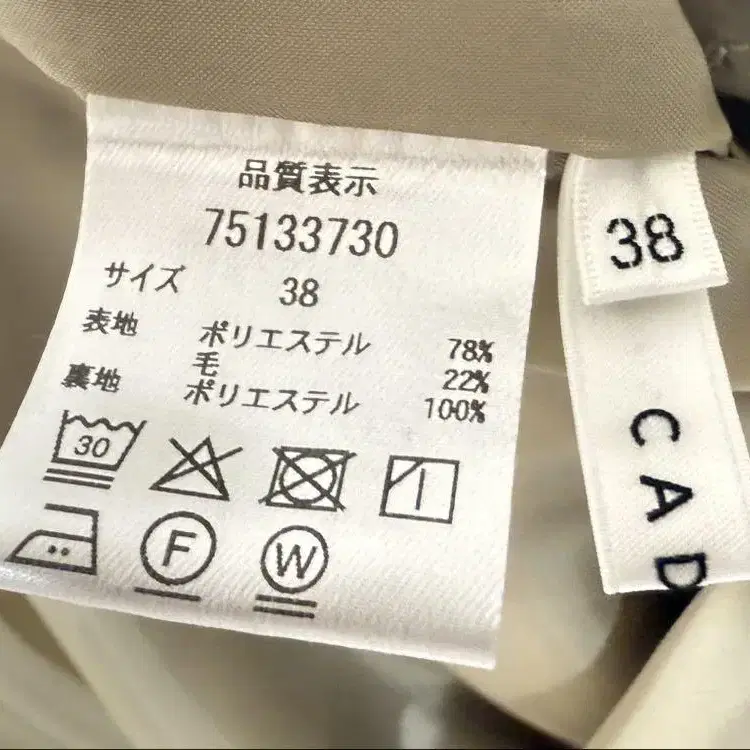 品質表示
75133730
サイズ 38
表地 ポリエステル 78%
毛 22%
裏地 ポリエステル 100%
30
F
W
38
CAD